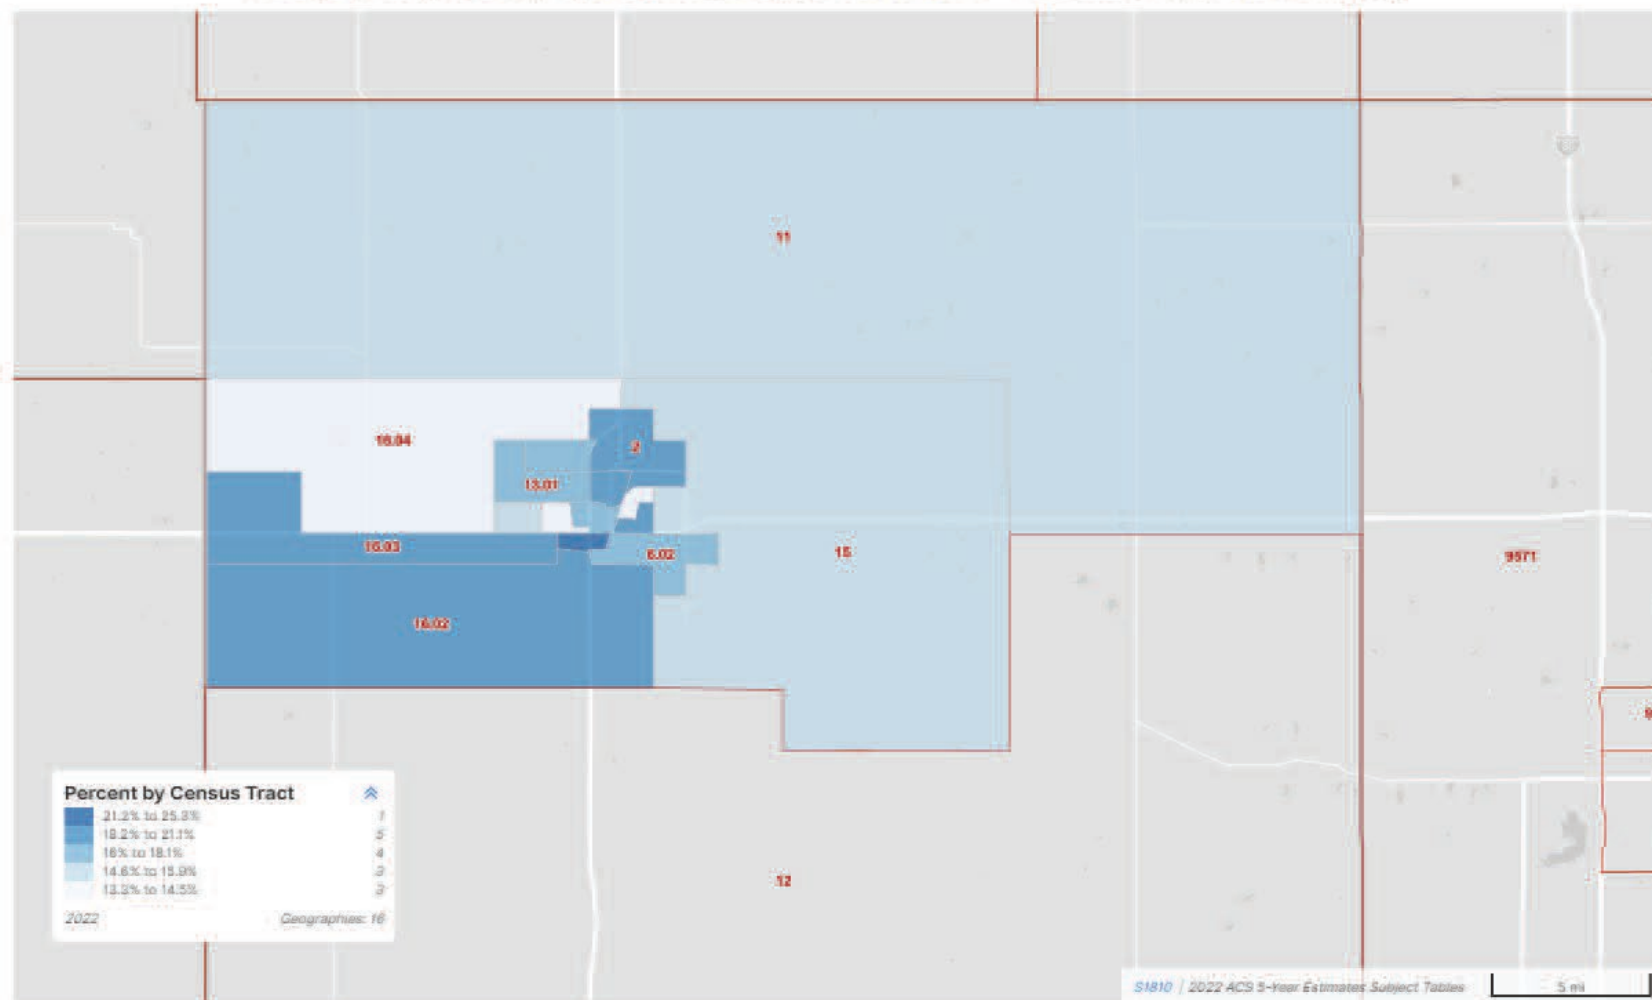 11
16.04
2
13.01
16.03
6.02
15
9571
16.02
12
Percent by Census Tract
21.2% to 25.3% 1
18.2% to 21.1% 5
16% to 18.1% 4
14.6% to 15.9% 3
13.3% to 14.5% 3
2022 Geographies: 16
S1810 | 2022 ACS 5-Year Estimates Subject Tables
5 mi